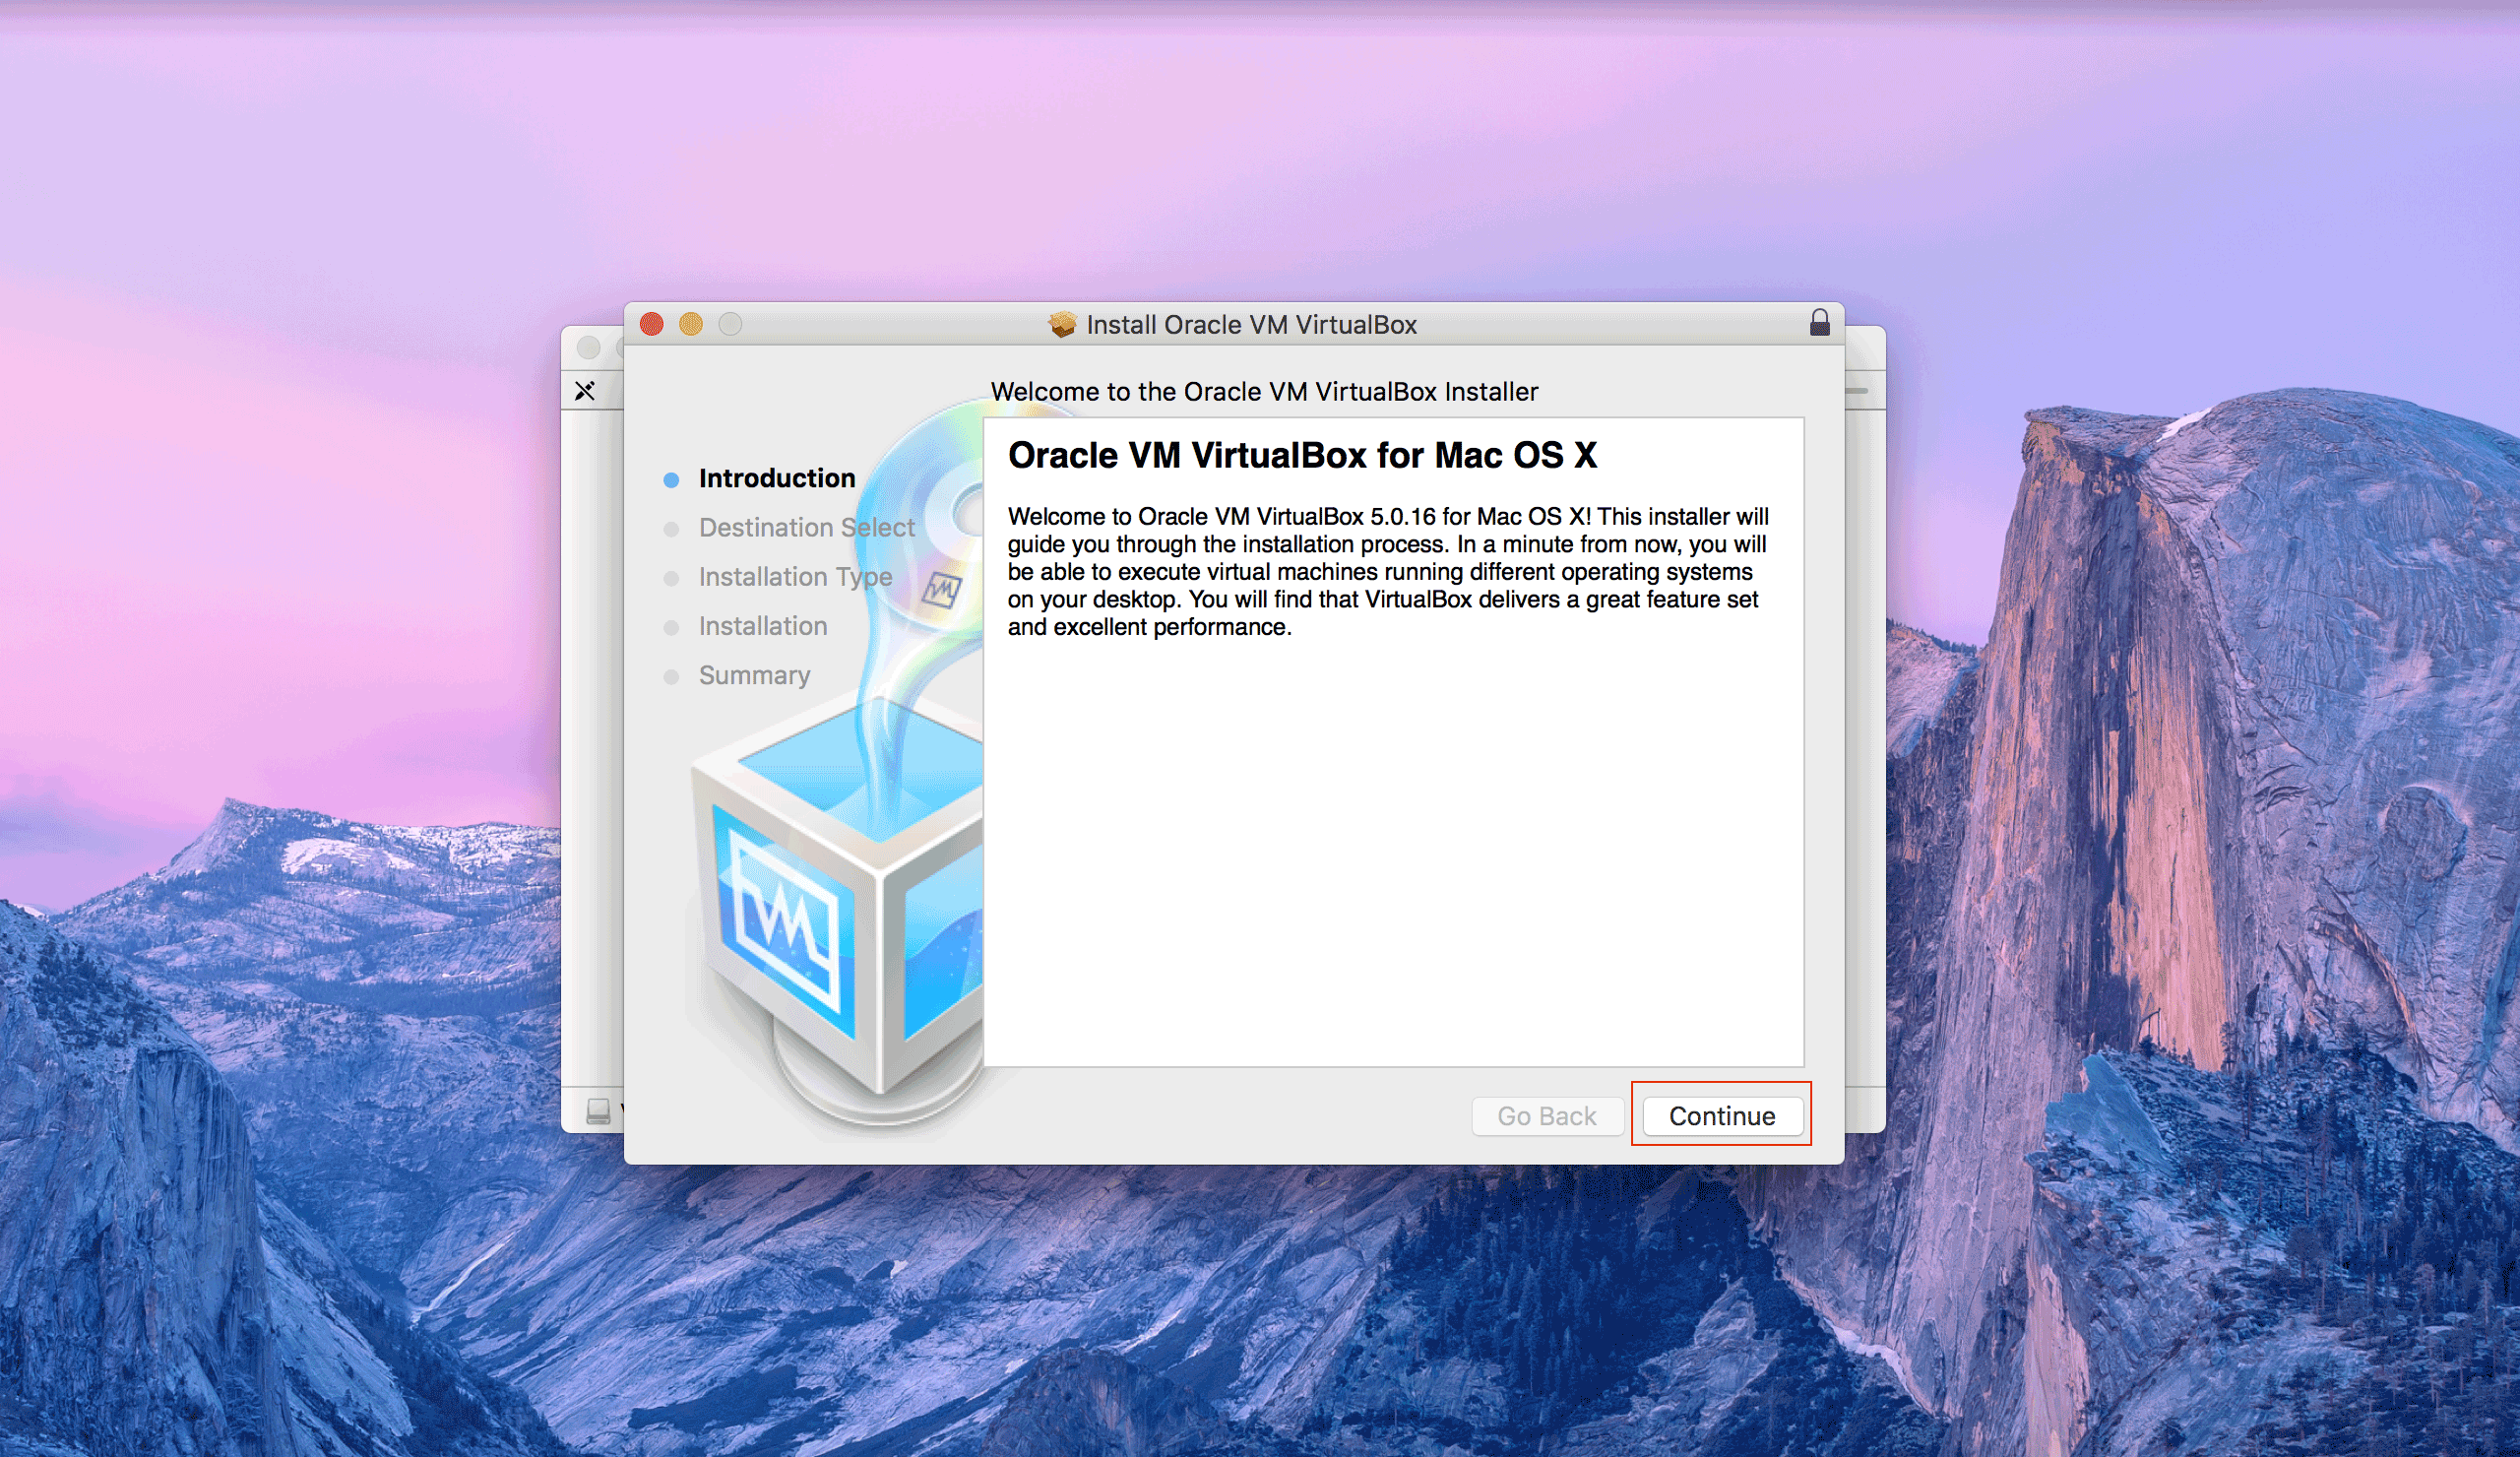 Install Oracle VM VirtualBox
Welcome to the Oracle VM VirtualBox Installer
Introduction
Destination Select
Installation Type
Installation
Summary
Oracle VM VirtualBox for Mac OS X
Welcome to Oracle VM VirtualBox 5.0.16 for Mac OS X! This installer will
guide you through the installation process. In a minute from now, you will
be able to execute virtual machines running different operating systems
on your desktop. You will find that VirtualBox delivers a great feature set
and excellent performance.
Go Back
Continue